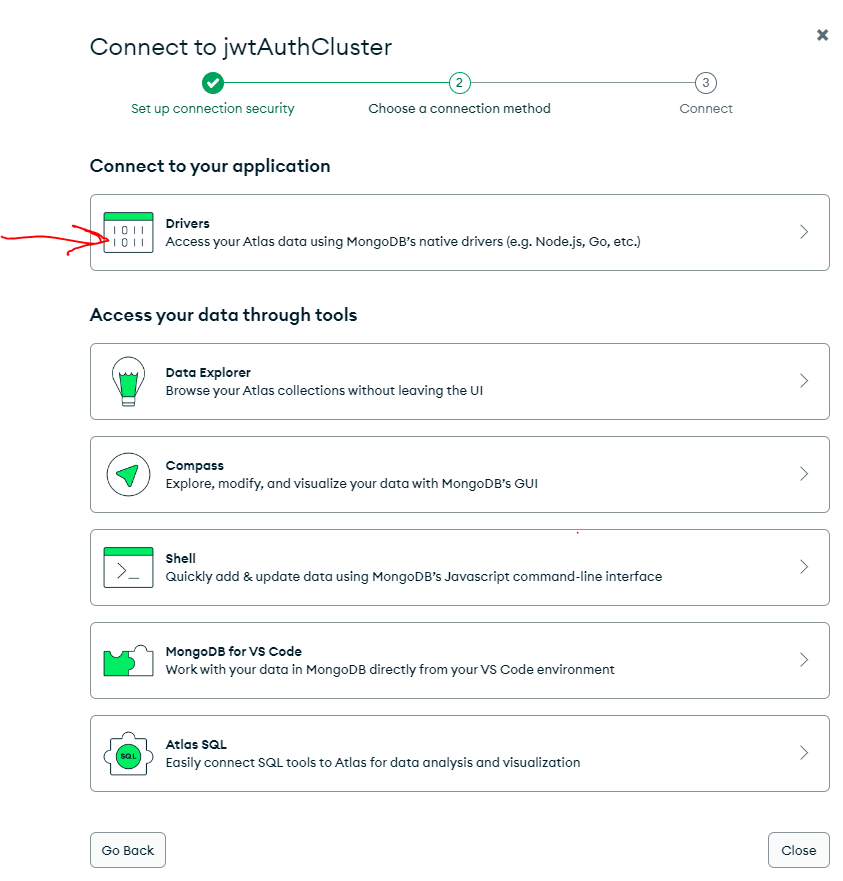 Connect to jwtAuthCluster
2
3
Set up connection security
Choose a connection method
Connect
Connect to your application
1011
1011
Drivers
Access your Atlas data using MongoDB's native drivers (e.g. Node.js, Go, etc.)
Access your data through tools
Data Explorer
Browse your Atlas collections without leaving the UI
Compass
Explore, modify, and visualize your data with MongoDB's GUI
>_
Shell
Quickly add & update data using MongoDB's Javascript command-line interface
MongoDB for VS Code
Work with your data in MongoDB directly from your VS Code environment
SQL
Atlas SQL
Easily connect SQL tools to Atlas for data analysis and visualization
Go Back
Close